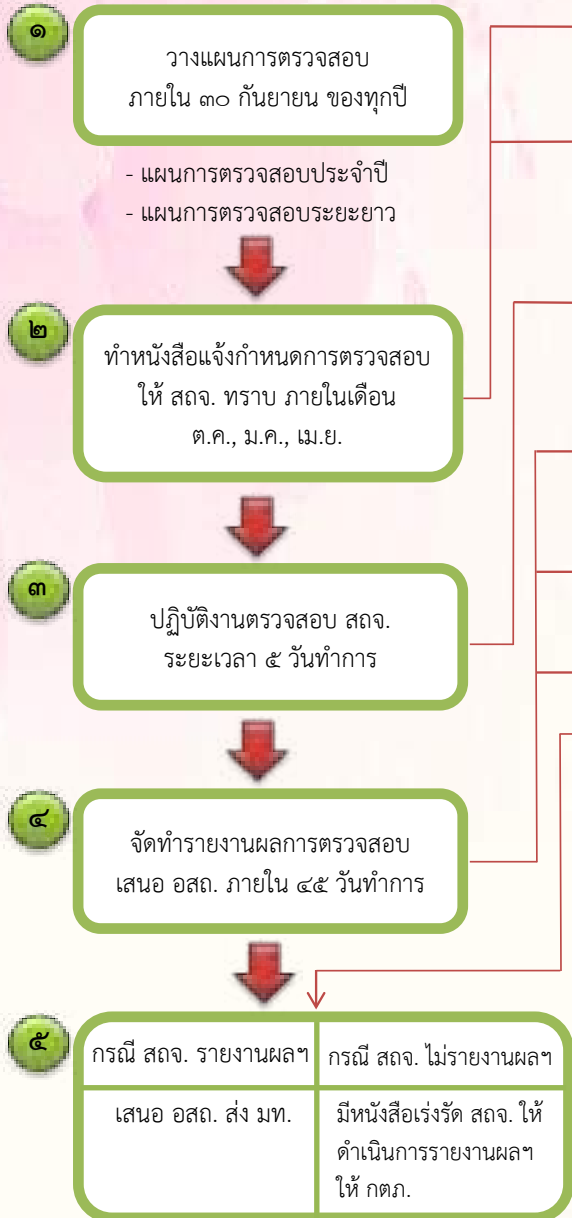 ๑
วางแผนการตรวจสอบ
ภายใน ๓๐ กันยายน ของทุกปี
- แผนการตรวจสอบประจำปี
- แผนการตรวจสอบระยะยาว
๒
ทำหนังสือแจ้งกำหนดการตรวจสอบ
ให้ สถจ. ทราบ ภายในเดือน
ต.ค., ม.ค., เม.ย.
๓
ปฏิบัติงานตรวจสอบ สถจ.
ระยะเวลา ๕ วันทำการ
๔
จัดทำรายงานผลการตรวจสอบ
เสนอ อสถ. ภายใน ๔๕ วันทำการ
๕
กรณี สถจ. รายงานผลฯ
กรณี สถจ. ไม่รายงานผลฯ
เสนอ อสถ. ส่ง มท.
มีหนังสือเร่งรัด สถจ. ให้
ดำเนินการรายงานผลฯ
ให้ กตภ.